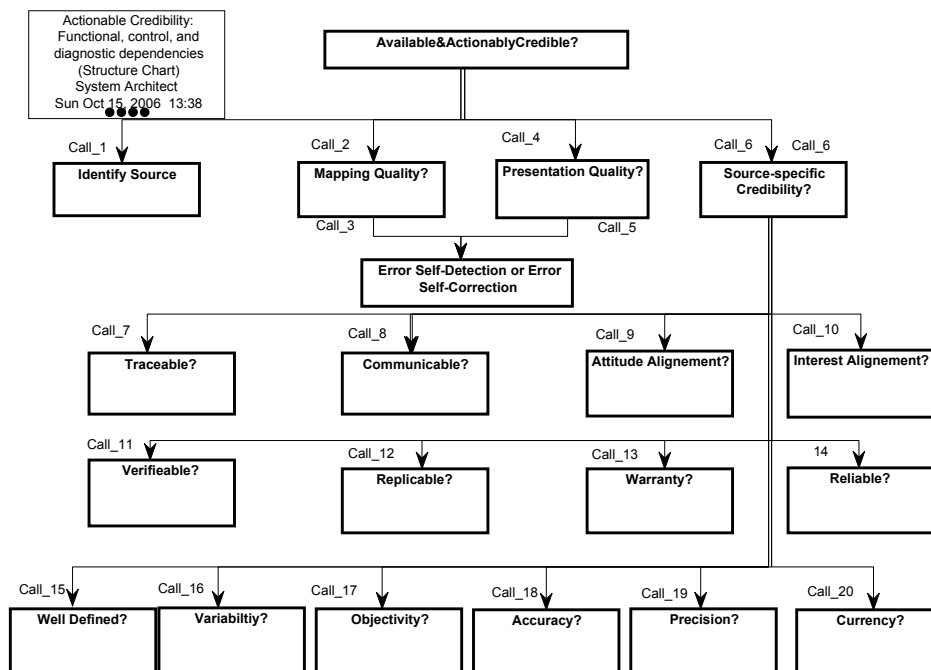 Actionable Credibility:
Functional, control, and
diagnostic dependencies
(Structure Chart)
System Architect
Sun Oct 15, 2006 13:38
Available&ActionablyCredible?
Call_1
Call_2
Call_4
Call_6
Call_6
Identify Source
Mapping Quality?
Presentation Quality?
Source-specific
Credibility?
Call_3
Call_5
Error Self-Detection or Error
Self-Correction
Call_7
Call_8
Call_9
Call_10
Traceable?
Communicable?
Attitude Alignement?
Interest Alignement?
Call_11
Call_12
Call_13
14
Verifieable?
Replicable?
Warranty?
Reliable?
Call_15
Call_16
Call_17
Call_18
Call_19
Call_20
Well Defined?
Variabiltiy?
Objectivity?
Accuracy?
Precision?
Currency?